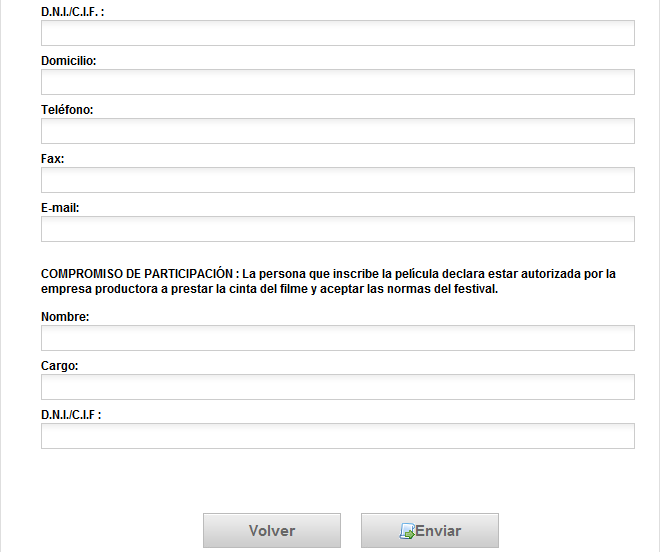 D.N.I./C.I.F. :
Domicilio:
Teléfono:
Fax:
E-mail:
COMPROMISO DE PARTICIPACIÓN : La persona que inscribe la película declara estar autorizada por la
empresa productora a prestar la cinta del filme y aceptar las normas del festival.
Nombre:
Cargo:
D.N.I./C.I.F :
Volver
Enviar